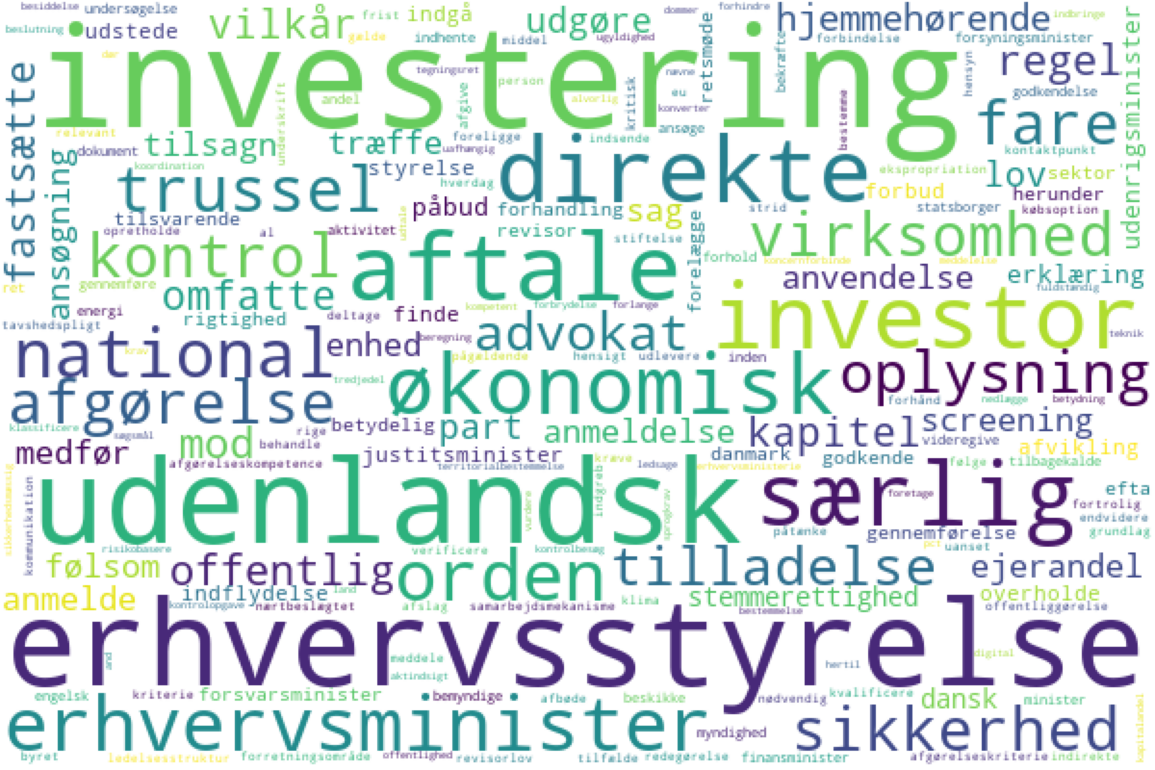 besiddelse undersøgelse
beslutning udstede vilkår frist indgå udgøre dommer forhindre hjemmehørende indbringe
gælde indhente middel ugyldighed forbindelse forsyningsminister
investering
dar tegningsret nævne retsmøde bekræfte hensyn regel
fastsætte underskrift andel person afgive alvorlig kritisk eu konverter bestemme godkendelse fare udenrigsminister
relevant tilsagn træffe foreligge uafhængig indsende ansøge
dokument koordination styrelse direkte ekspropriation kontaktpunkt
ansøgning trussel hverdag forbud lov sektor
påbud forhandling sag strid statsborger herunder købsoption
tilsvarende opretholde al aktivitet udtale revisor stiftelse forelægge virksomhed
kontrol aftale forhold koncernforbinde meddelelse
ret gennemføre omfatte anvendelse erklæring fuldstændig
energi rigtighed deltage finde kompetent forbrydelse forlange investor
tavshedspligt beregning advokat teknik
national krav enhed pågældende hensigt udlevere inden
tredjedel økonomisk oplysning
afgørelse forhånd nedlægge betydning
klassificere søgsmål rige betydelig part anmeldelse kapitel screening
medfør mod behandle justitsminister danmark videregive afvikling
afgørelseskompetence territorialbestemmelse ledsage kræve erhvervsministerie godkende følge tilbagekalde
sikkerhedsmæssig kommunikation udenlandsk vurdere indgreb sprogkrav særlig foretage efta
fortrolig
endvidere
påtænke gennemførelse uanset grundlag
risikobasere verificere kontrolbesøg pct
følsom offentlig orden tilladelse ejerandel
anmelde indflydelse land stemmerettighed overholde
kontrolopgave nærtbeslægtet afslag samarbejdsmekanisme klima bestemmelse offentliggørelse
erhvervsstyrelse
and meddele aktindsigt hertil digital
engelsk kriterie forsvarsminister bemyndige afbøde beskikke nødvendig kvalificere dansk minister
erhvervsminister myndighed sikkerhed kapitalandel
byret ledelsesstruktur forretningsområde offentlighed revisorlov tilfælde redegørelse finansminister afgørelseskriterie indirekte